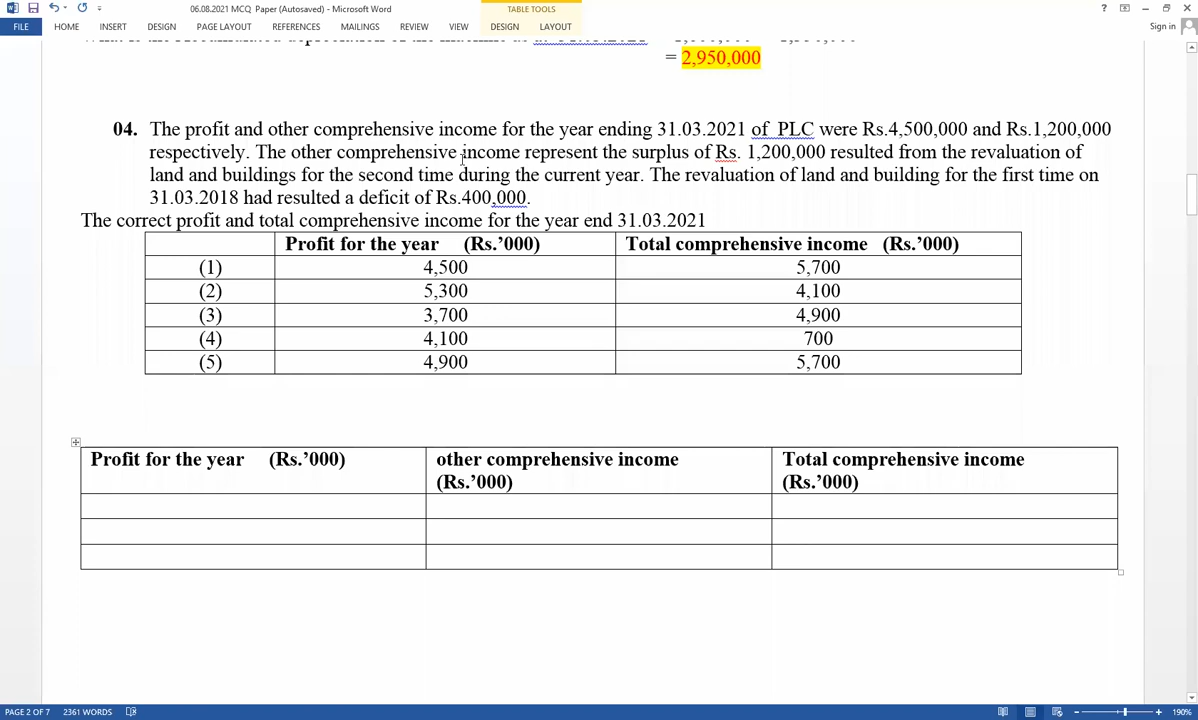 06.08.2021 MCQ Paper (Autosaved) - Microsoft Word
TABLE TOOLS
FILE HOME INSERT DESIGN PAGE LAYOUT REFERENCES MAILINGS REVIEW VIEW DESIGN LAYOUT
Sign in
= 2,950,000
04. The profit and other comprehensive income for the year ending 31.03.2021 of PLC were Rs.4,500,000 and Rs.1,200,000
respectively. The other comprehensive income represent the surplus of Rs. 1,200,000 resulted from the revaluation of
land and buildings for the second time during the current year. The revaluation of land and building for the first time on
31.03.2018 had resulted a deficit of Rs.400,000.
The correct profit and total comprehensive income for the year end 31.03.2021
Profit for the year (Rs.’000) Total comprehensive income (Rs.’000)
(1) 4,500 5,700
(2) 5,300 4,100
(3) 3,700 4,900
(4) 4,100 700
(5) 4,900 5,700
Profit for the year (Rs.’000) other comprehensive income (Rs.’000) Total comprehensive income (Rs.’000)
PAGE 2 OF 7 2361 WORDS 190%